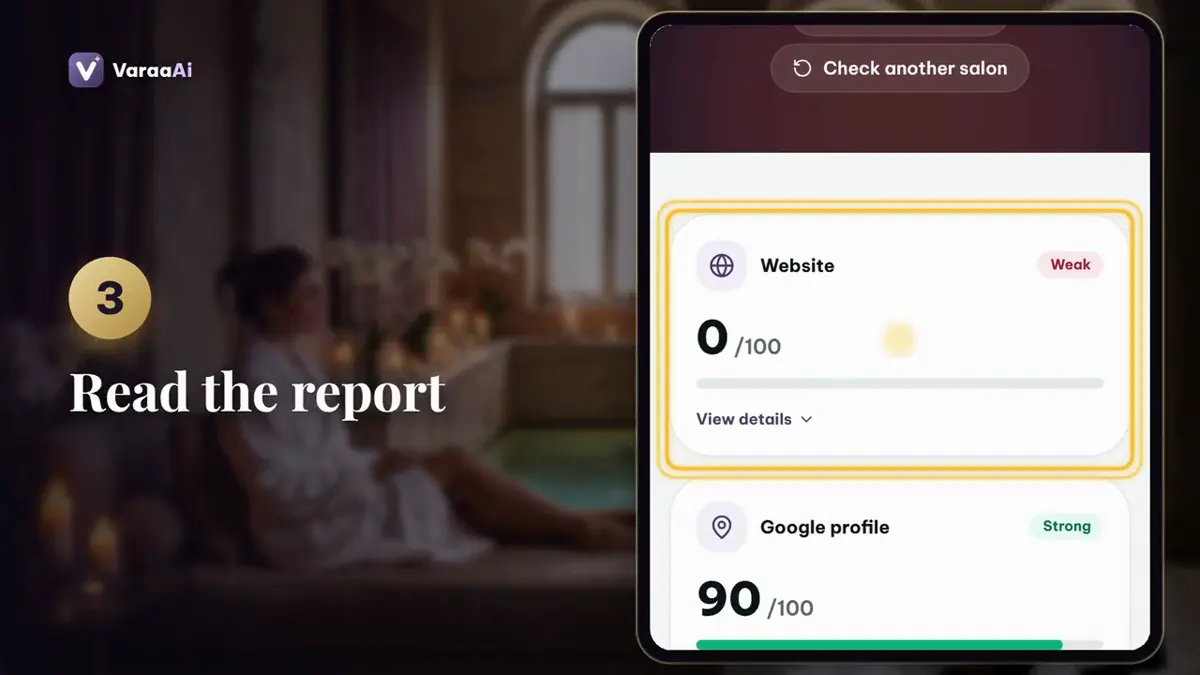 VaraaAi
3
Read the report
Check another salon
Website
Weak
0 /100
View details
Google profile
Strong
90 /100